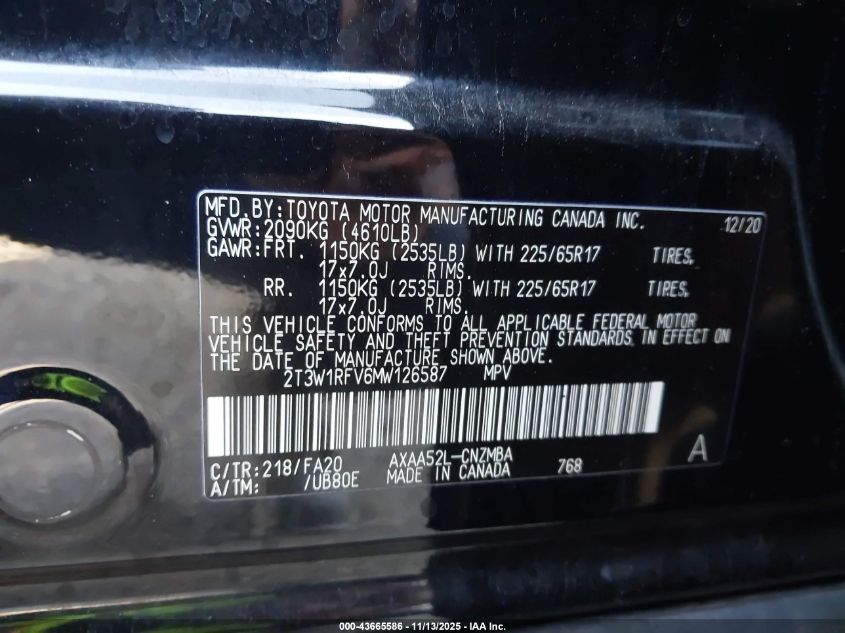 MFD.BY:TOYOTA MOTOR MANUFACTURING CANADA INC. 12/20
GVWR:2090KG (4610LB)
GAWR:FRT. 1150KG (2535LB) WITH 225/65R17 TIRES,
17x7.0J RIMS.
RR. 1150KG (2535LB) WITH 225/65R17 TIRES,
17x7.0J RIMS.
THIS VEHICLE CONFORMS TO ALL APPLICABLE FEDERAL MOTOR
VEHICLE SAFETY AND THEFT PREVENTION STANDARDS IN EFFECT ON
THE DATE OF MANUFACTURE SHOWN ABOVE.
2T3W1RFV6MW126587 MPV
C/TR:218/FA20 AXAA52L-CNZMBA 768 A
A/TM: /UB80E MADE IN CANADA
000-43665586 - 11/13/2025 - IAA Inc.